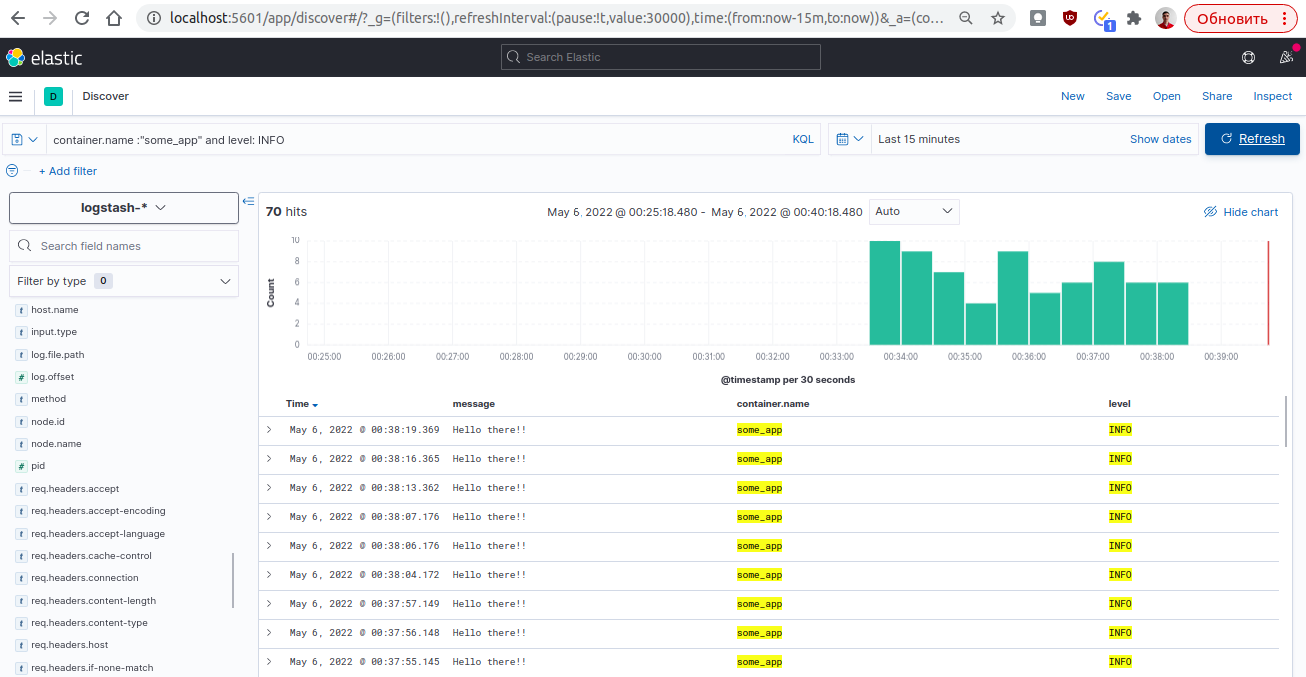 localhost:5601/app/discover#/?_g=(filters:!(),refreshInterval:(pause:!t,value:30000),time:(from:now-15m,to:now))&_a=(co…
UD
1
Обновить
elastic
Search Elastic
D
Discover
New
Save
Open
Share
Inspect
container.name :"some_app" and level: INFO
KQL
Last 15 minutes
Show dates
Refresh
+ Add filter
logstash-*
Search field names
Filter by type 0
t host.name
t input.type
t log.file.path
# log.offset
t method
t node.id
t node.name
# pid
t req.headers.accept
t req.headers.accept-encoding
t req.headers.accept-language
t req.headers.cache-control
t req.headers.connection
t req.headers.content-length
t req.headers.content-type
t req.headers.host
t req.headers.if-none-match
70 hits
May 6, 2022 @ 00:25:18.480 - May 6, 2022 @ 00:40:18.480
Auto
Hide chart
Count
10
8
6
4
2
0
00:25:00 00:26:00 00:27:00 00:28:00 00:29:00 00:30:00 00:31:00 00:32:00 00:33:00 00:34:00 00:35:00 00:36:00 00:37:00 00:38:00 00:39:00
@timestamp per 30 seconds
Time message container.name level
May 6, 2022 @ 00:38:19.369 Hello there!! some_app INFO
May 6, 2022 @ 00:38:16.365 Hello there!! some_app INFO
May 6, 2022 @ 00:38:13.362 Hello there!! some_app INFO
May 6, 2022 @ 00:38:07.176 Hello there!! some_app INFO
May 6, 2022 @ 00:38:06.176 Hello there!! some_app INFO
May 6, 2022 @ 00:38:04.172 Hello there!! some_app INFO
May 6, 2022 @ 00:37:57.149 Hello there!! some_app INFO
May 6, 2022 @ 00:37:56.148 Hello there!! some_app INFO
May 6, 2022 @ 00:37:55.145 Hello there!! some_app INFO